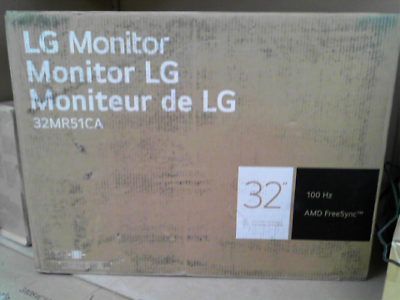 LG Monitor
Monitor LG
Moniteur de LG
32MR51CA
32"
100 Hz
AMD FreeSync™